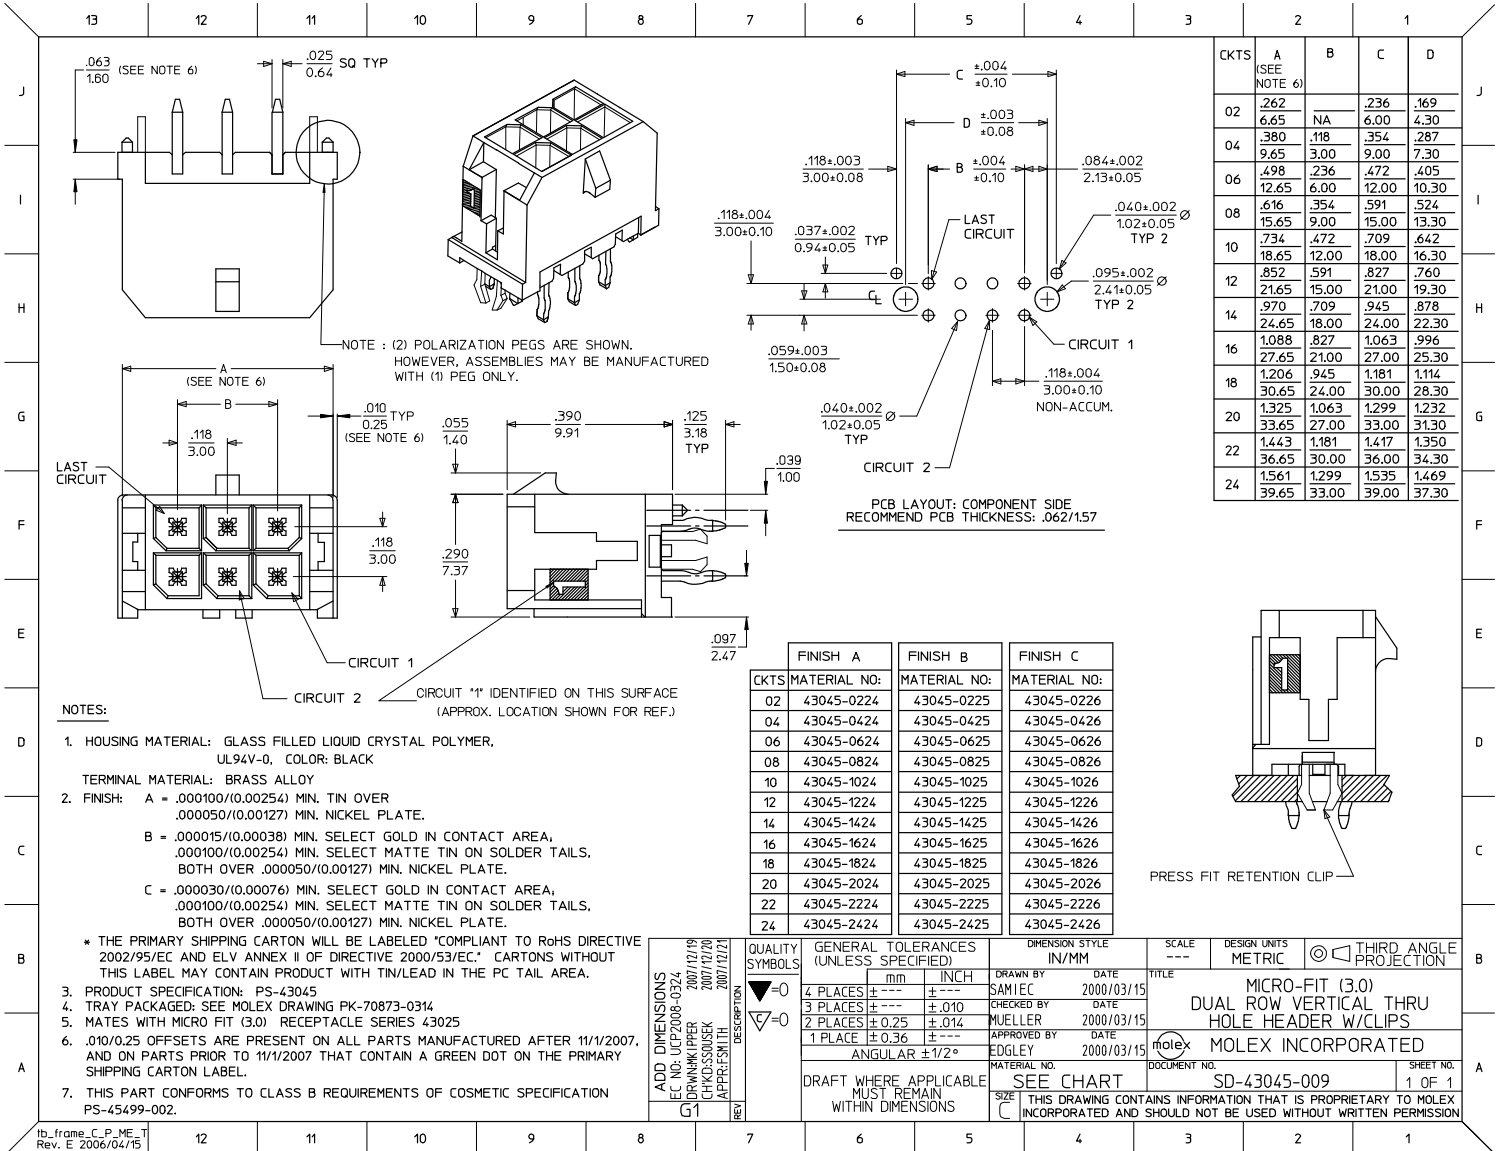 13 12 11 10 9 8 7 6 5 4 3 2 1
J
I
H
G
F
E
D
C
B
A
.063
1.60
(SEE NOTE 6)
.025
0.64
SQ TYP
NOTE : (2) POLARIZATION PEGS ARE SHOWN.
HOWEVER, ASSEMBLIES MAY BE MANUFACTURED
WITH (1) PEG ONLY.
1
C ±.004
±0.10
D ±.003
±0.08
B ±.004
±0.10
.118±.003
3.00±0.08
.084±.002
2.13±0.05
.118±.004
3.00±0.10
.037±.002
0.94±0.05
TYP
LAST
CIRCUIT
.040±.002
1.02±0.05 Ø
TYP 2
.095±.002
2.41±0.05 Ø
TYP 2
CL
CIRCUIT 1
.059±.003
1.50±0.08
.118±.004
3.00±0.10
NON-ACCUM.
.040±.002
1.02±0.05 Ø
TYP
CIRCUIT 2
PCB LAYOUT: COMPONENT SIDE
RECOMMEND PCB THICKNESS: .062/1.57
CKTS A B C D
(SEE
NOTE 6)
02 .262 .236 .169
6.65 NA 6.00 4.30
04 .380 .118 .354 .287
9.65 3.00 9.00 7.30
06 .498 .236 .472 .405
12.65 6.00 12.00 10.30
08 .616 .354 .591 .524
15.65 9.00 15.00 13.30
10 .734 .472 .709 .642
18.65 12.00 18.00 16.30
12 .852 .591 .827 .760
21.65 15.00 21.00 19.30
14 .970 .709 .945 .878
24.65 18.00 24.00 22.30
16 1.088 .827 1.063 .996
27.65 21.00 27.00 25.30
18 1.206 .945 1.181 1.114
30.65 24.00 30.00 28.30
20 1.325 1.063 1.299 1.232
33.65 27.00 33.00 31.30
22 1.443 1.181 1.417 1.350
36.65 30.00 36.00 34.30
24 1.561 1.299 1.535 1.469
39.65 33.00 39.00 37.30
A
(SEE NOTE 6)
B
.118
3.00
.010
0.25
TYP
(SEE NOTE 6)
LAST
CIRCUIT
.118
3.00
CIRCUIT 1
CIRCUIT 2
.055
1.40
.390
9.91
.125
3.18
TYP
.039
1.00
.290
7.37
1
.097
2.47
CIRCUIT "1" IDENTIFIED ON THIS SURFACE
(APPROX. LOCATION SHOWN FOR REF.)
1
PRESS FIT RETENTION CLIP
FINISH A FINISH B FINISH C
CKTS MATERIAL NO: MATERIAL NO: MATERIAL NO:
02 43045-0224 43045-0225 43045-0226
04 43045-0424 43045-0425 43045-0426
06 43045-0624 43045-0625 43045-0626
08 43045-0824 43045-0825 43045-0826
10 43045-1024 43045-1025 43045-1026
12 43045-1224 43045-1225 43045-1226
14 43045-1424 43045-1425 43045-1426
16 43045-1624 43045-1625 43045-1626
18 43045-1824 43045-1825 43045-1826
20 43045-2024 43045-2025 43045-2026
22 43045-2224 43045-2225 43045-2226
24 43045-2424 43045-2425 43045-2426
NOTES:
1. HOUSING MATERIAL: GLASS FILLED LIQUID CRYSTAL POLYMER,
UL94V-0, COLOR: BLACK
TERMINAL MATERIAL: BRASS ALLOY
2. FINISH: A = .000100/(0.00254) MIN. TIN OVER
.000050/(0.00127) MIN. NICKEL PLATE.
B = .000015/(0.00038) MIN. SELECT GOLD IN CONTACT AREA,
.000100/(0.00254) MIN. SELECT MATTE TIN ON SOLDER TAILS,
BOTH OVER .000050/(0.00127) MIN. NICKEL PLATE.
C = .000030/(0.00076) MIN. SELECT GOLD IN CONTACT AREA;
.000100/(0.00254) MIN. SELECT MATTE TIN ON SOLDER TAILS,
BOTH OVER .000050/(0.00127) MIN. NICKEL PLATE.
* THE PRIMARY SHIPPING CARTON WILL BE LABELED "COMPLIANT TO RoHS DIRECTIVE
2002/95/EC AND ELV ANNEX II OF DIRECTIVE 2000/53/EC." CARTONS WITHOUT
THIS LABEL MAY CONTAIN PRODUCT WITH TIN/LEAD IN THE PC TAIL AREA.
3. PRODUCT SPECIFICATION: PS-43045
4. TRAY PACKAGED: SEE MOLEX DRAWING PK-70873-0314
5. MATES WITH MICRO FIT (3.0) RECEPTACLE SERIES 43025
6. .010/0.25 OFFSETS ARE PRESENT ON ALL PARTS MANUFACTURED AFTER 11/1/2007,
AND ON PARTS PRIOR TO 11/1/2007 THAT CONTAIN A GREEN DOT ON THE PRIMARY
SHIPPING CARTON LABEL.
7. THIS PART CONFORMS TO CLASS B REQUIREMENTS OF COSMETIC SPECIFICATION
PS-45499-002.
ADD DIMENSIONS
EC NO: UCP2008-0324
DRWN:MKIPPER 2007/12/19
CH'KD:SSOUSEK 2007/12/20
APPR:FSMITH 2007/12/21
DESCRIPTION
G1
REV
QUALITY
SYMBOLS
=0
C =0
GENERAL TOLERANCES
(UNLESS SPECIFIED)
mm INCH
4 PLACES ±--- ±---
3 PLACES ±--- ±.010
2 PLACES ±0.25 ±.014
1 PLACE ±0.36 ±---
ANGULAR ±1/2°
DRAFT WHERE APPLICABLE
MUST REMAIN
WITHIN DIMENSIONS
DIMENSION STYLE
IN/MM
SCALE
---
DESIGN UNITS
METRIC
THIRD ANGLE
PROJECTION
DRAWN BY DATE
SAMIEC 2000/03/15
CHECKED BY DATE
MUELLER 2000/03/15
APPROVED BY DATE
EDGLEY 2000/03/15
TITLE
MICRO-FIT (3.0)
DUAL ROW VERTICAL THRU
HOLE HEADER W/CLIPS
molex MOLEX INCORPORATED
MATERIAL NO.
SEE CHART
DOCUMENT NO.
SD-43045-009
SHEET NO.
1 OF 1
SIZE
C
THIS DRAWING CONTAINS INFORMATION THAT IS PROPRIETARY TO MOLEX
INCORPORATED AND SHOULD NOT BE USED WITHOUT WRITTEN PERMISSION
J
I
H
G
F
E
D
C
B
A
tb_frame_C_P_ME_T
Rev. E 2006/04/15
12 11 10 9 8 7 6 5 4 3 2 1